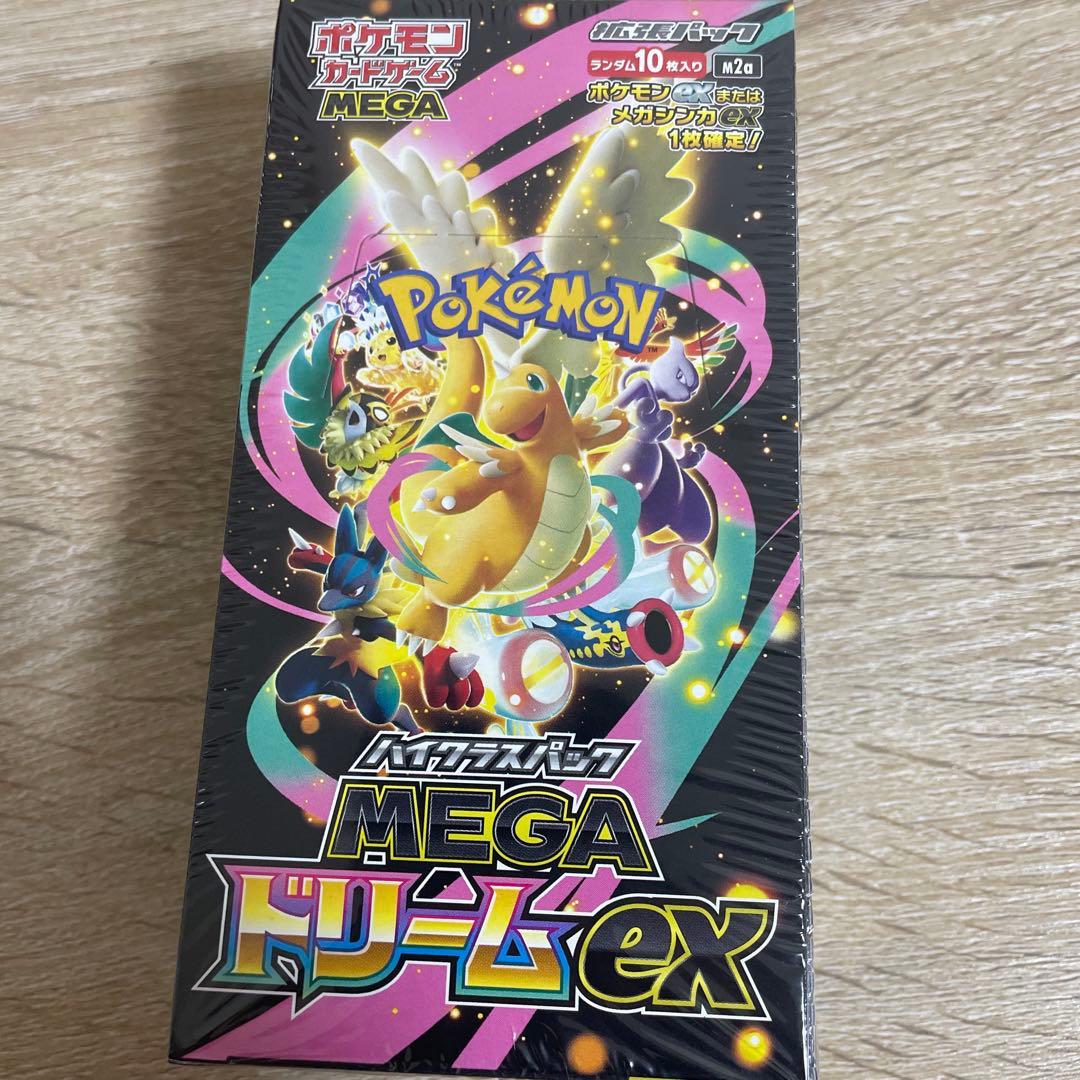 ポケモン
カードゲーム™
MEGA
拡張パック
ランダム10枚入り M2a
ポケモンexまたは
メガシンカex
1枚確定!
POKéMON™
ハイクラスパック
MEGA
ドリームex